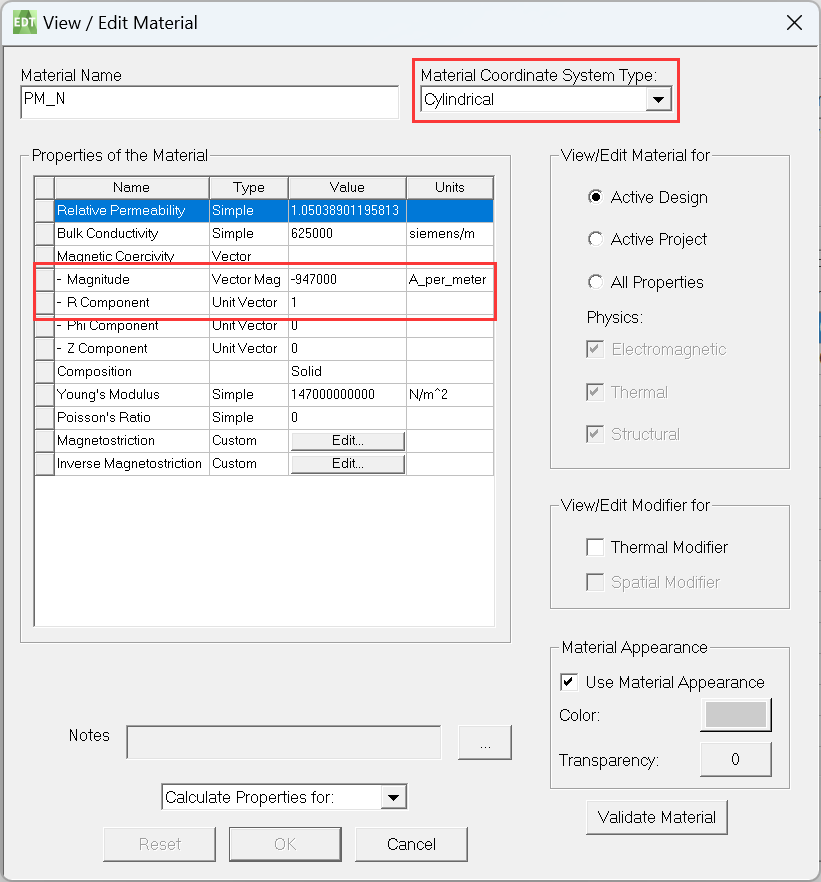 EDT View / Edit Material
Material Name
PM_N
Material Coordinate System Type:
Cylindrical
Properties of the Material
Name Type Value Units
Relative Permeability Simple 1.05038901195813
Bulk Conductivity Simple 625000 siemens/m
Magnetic Coercivity Vector
- Magnitude Vector Mag -947000 A_per_meter
- R Component Unit Vector 1
- Phi Component Unit Vector 0
- Z Component Unit Vector 0
Composition Solid
Young's Modulus Simple 147000000000 N/m^2
Poisson's Ratio Simple 0
Magnetostriction Custom Edit...
Inverse Magnetostriction Custom Edit...
View/Edit Material for
Active Design
Active Project
All Properties
Physics:
Electromagnetic
Thermal
Structural
View/Edit Modifier for
Thermal Modifier
Spatial Modifier
Material Appearance
Use Material Appearance
Color:
Transparency: 0
Notes ...
Calculate Properties for:
Validate Material
Reset OK Cancel